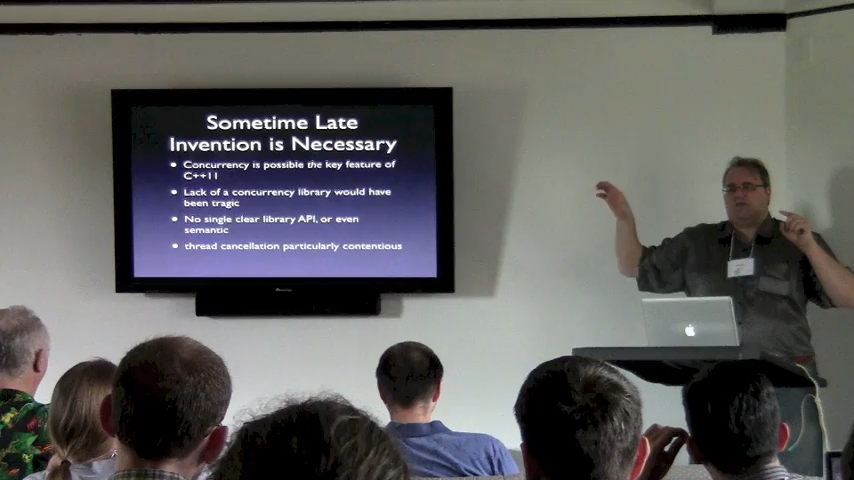 Sometime Late
Invention is Necessary
• Concurrency is possible the key feature of
C++11
• Lack of a concurrency library would have
been tragic
• No single clear library API, or even
semantic
• thread cancellation particularly contentious